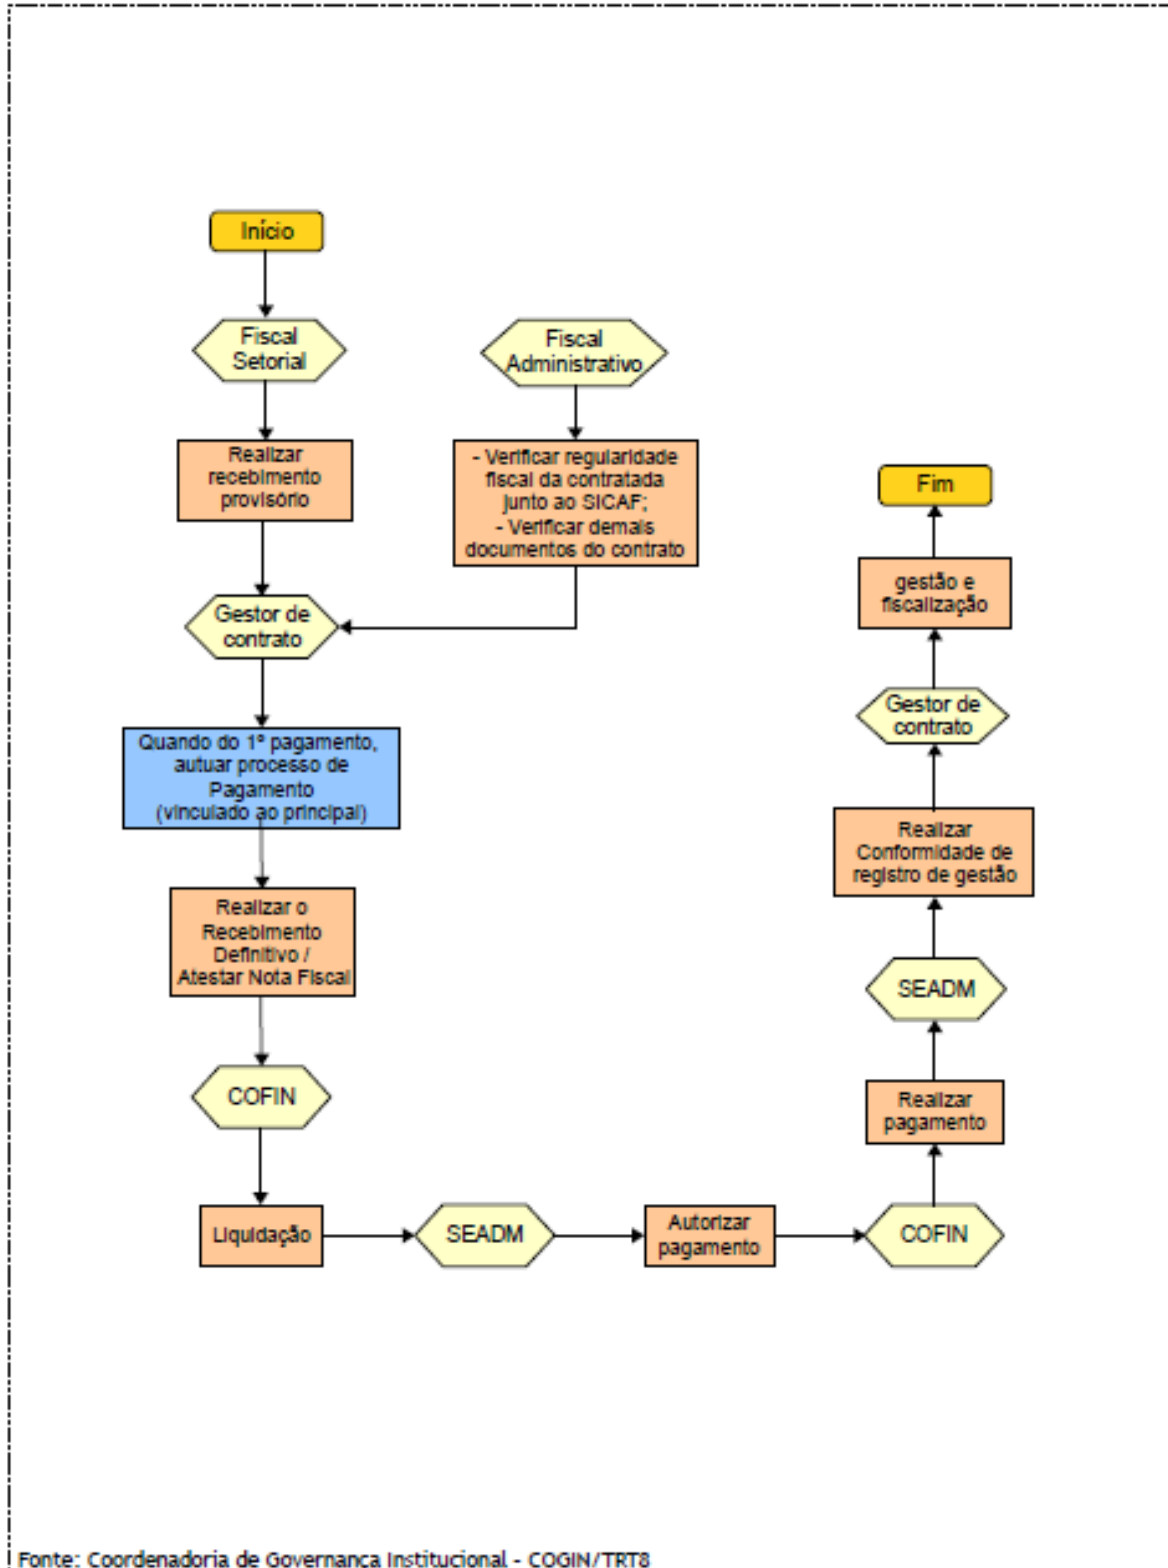 Início
Fiscal
Setorial
Realizar
recebimento
provisório
Fiscal
Administrativo
- Verificar regularidade
fiscal da contratada
junto ao SICAF;
- Verificar demais
documentos do contrato
Gestor de
contrato
Quando do 1º pagamento,
autuar processo de
Pagamento
(vinculado ao principal)
Realizar o
Recebimento
Definitivo /
Atestar Nota Fiscal
COFIN
Liquidação
SEADM
Autorizar
pagamento
COFIN
Realizar
pagamento
SEADM
Realizar
Conformidade de
registro de gestão
Gestor de
contrato
gestão e
fiscalização
Fim
Fonte: Coordenadoria de Governança Institucional - COGIN/TRT8